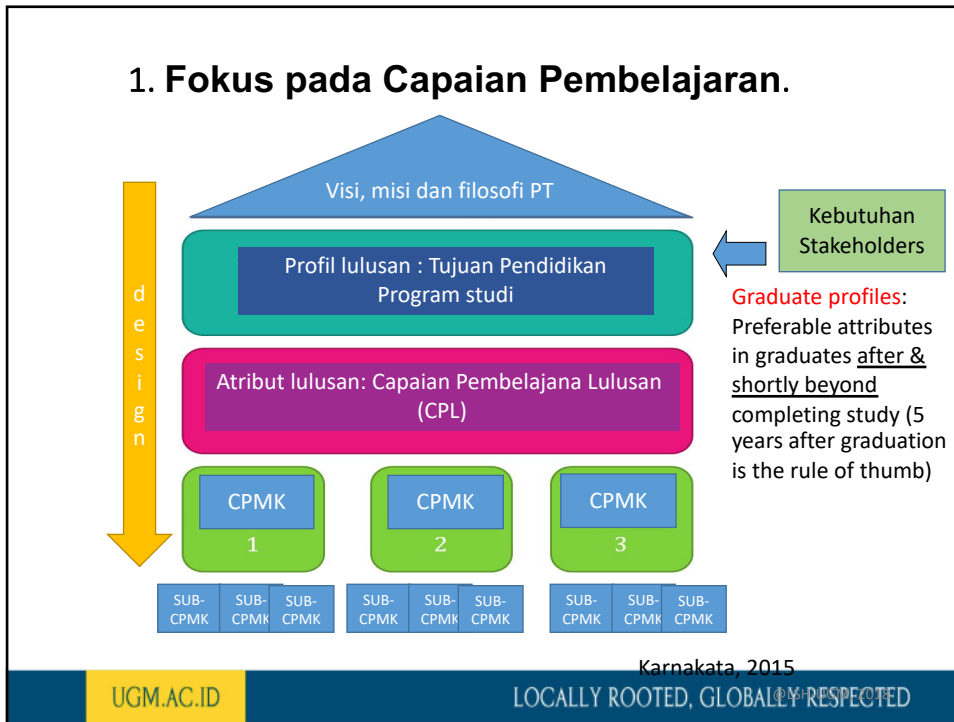 1. Fokus pada Capaian Pembelajaran.
Visi, misi dan filosofi PT
Kebutuhan
Stakeholders
Profil lulusan : Tujuan Pendidikan
Program studi
design
Graduate profiles:
Preferable attributes
in graduates after &
shortly beyond
completing study (5
years after graduation
is the rule of thumb)
Atribut lulusan: Capaian Pembelajana Lulusan
(CPL)
CPMK
1
CPMK
2
CPMK
3
SUB-
CPMK
SUB-
CPMK
SUB-
CPMK
SUB-
CPMK
SUB-
CPMK
SUB-
CPMK
SUB-
CPMK
SUB-
CPMK
SUB-
CPMK
Karnakata, 2015
UGM.AC.ID
LOCALLY ROOTED, GLOBALLY RESPECTED